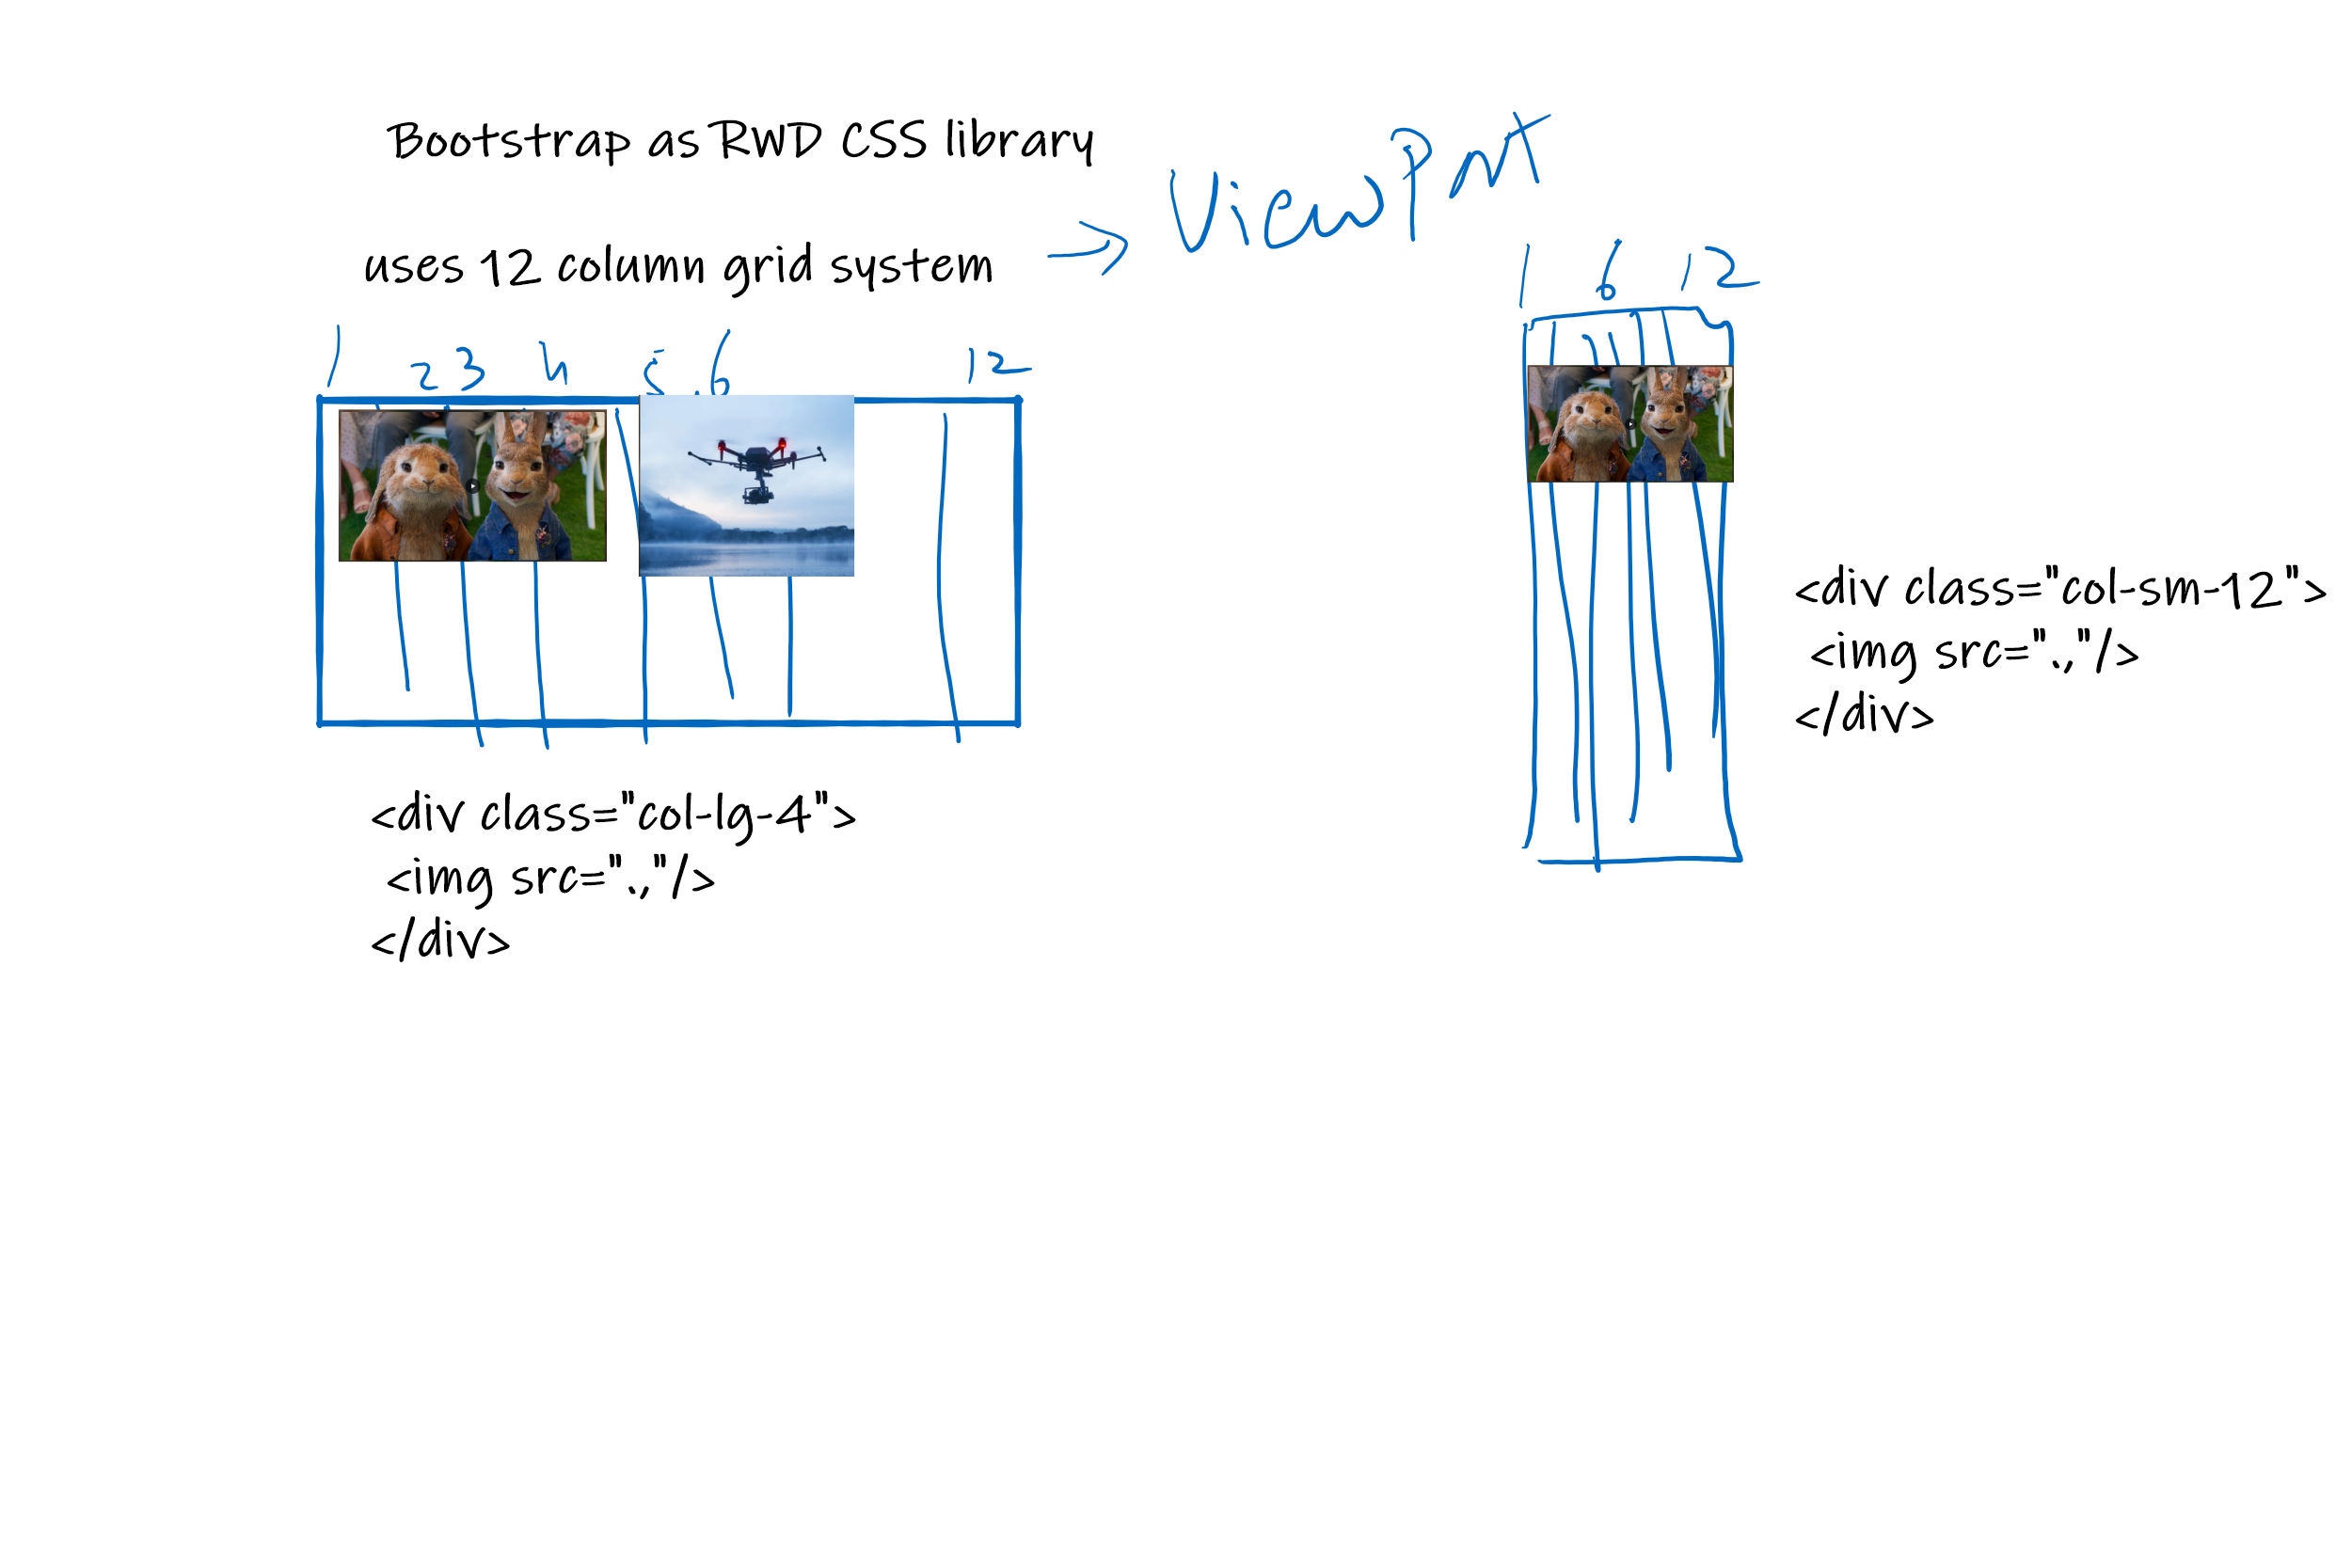 Bootstrap as RWD CSS library
uses 12 column grid system
ViewPort
1 2 3 4 5 6 12
<div class="col-lg-4">
<img src=".,"/>
</div>
1 6 12
<div class="col-sm-12">
<img src=".,"/>
</div>